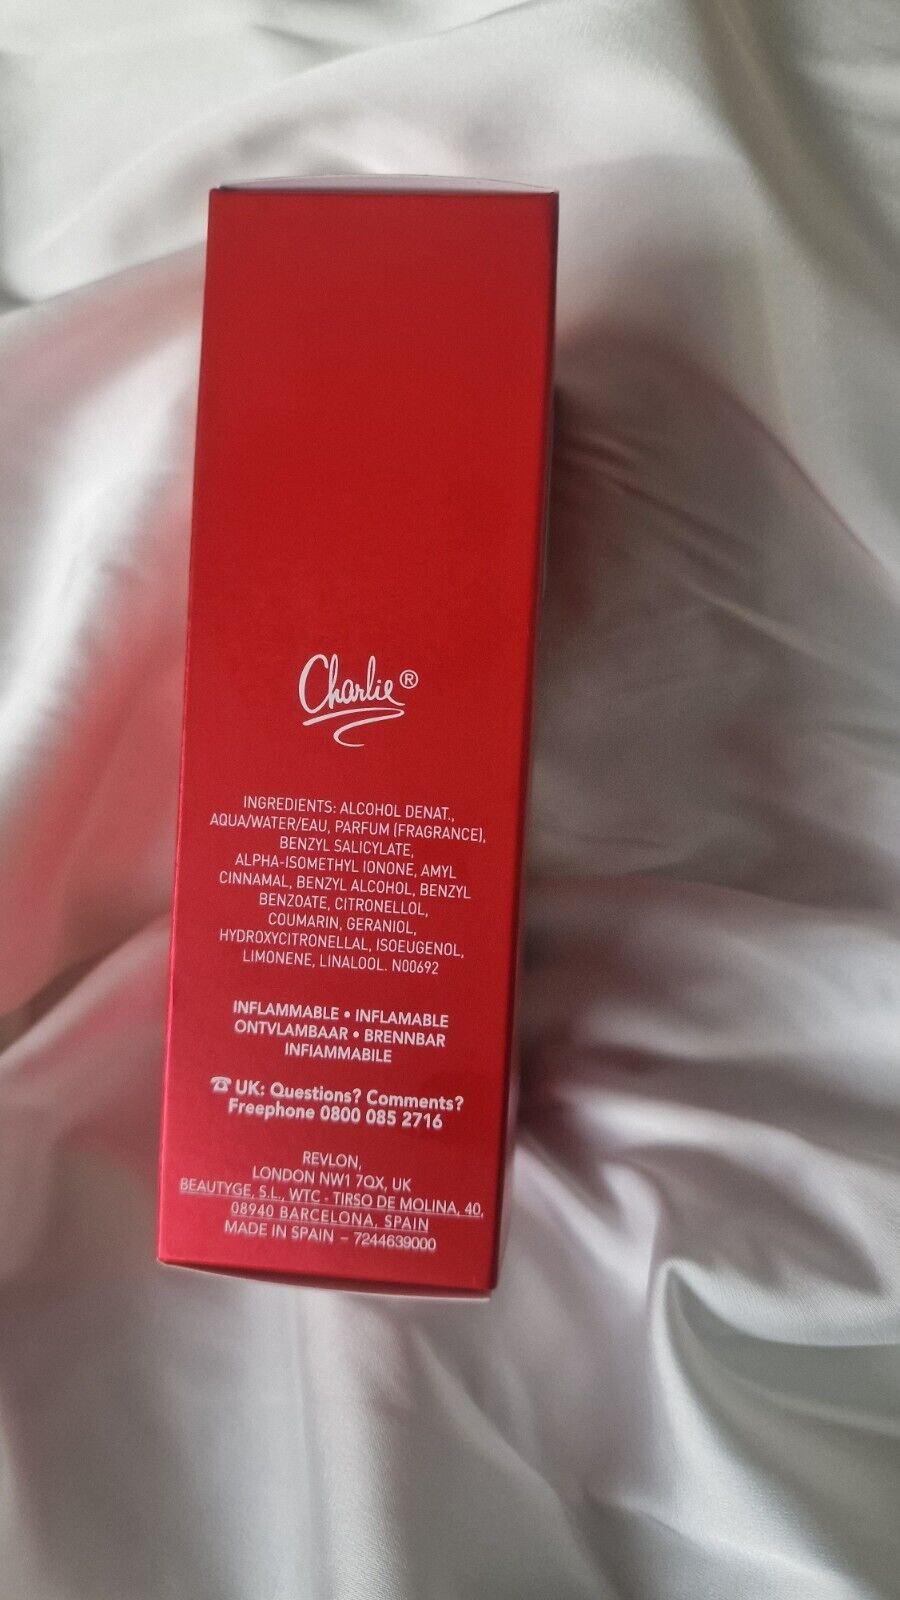 Charlie®
INGREDIENTS: ALCOHOL DENAT.,
AQUA/WATER/EAU, PARFUM (FRAGRANCE),
BENZYL SALICYLATE,
ALPHA-ISOMETHYL IONONE, AMYL
CINNAMAL, BENZYL ALCOHOL, BENZYL
BENZOATE, CITRONELLOL,
COUMARIN, GERANIOL,
HYDROXYCITRONELLAL, ISOEUGENOL,
LIMONENE, LINALOOL. N00692
INFLAMMABLE • INFLAMABLE
ONTVLAMBAAR • BRENNBAR
INFIAMMABILE
☎ UK: Questions? Comments?
Freephone 0800 085 2716
REVLON,
LONDON NW1 7QX, UK
BEAUTYGE, S.L., WTC - TIRSO DE MOLINA, 40,
08940 BARCELONA, SPAIN
MADE IN SPAIN – 7244639000